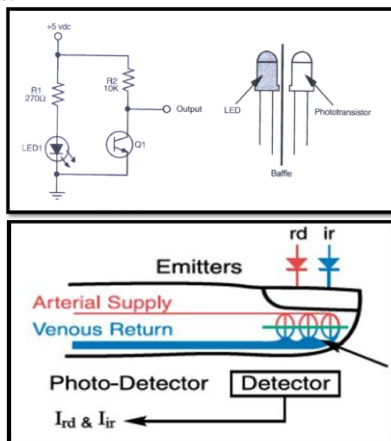 +5 vdc
R1
270Ω
R2
10K
Output
LED1
Q1
LED
Phototransistor
Baffle
rd ir
Emitters
Arterial Supply
Venous Return
Photo-Detector
Detector
Ird & Iir